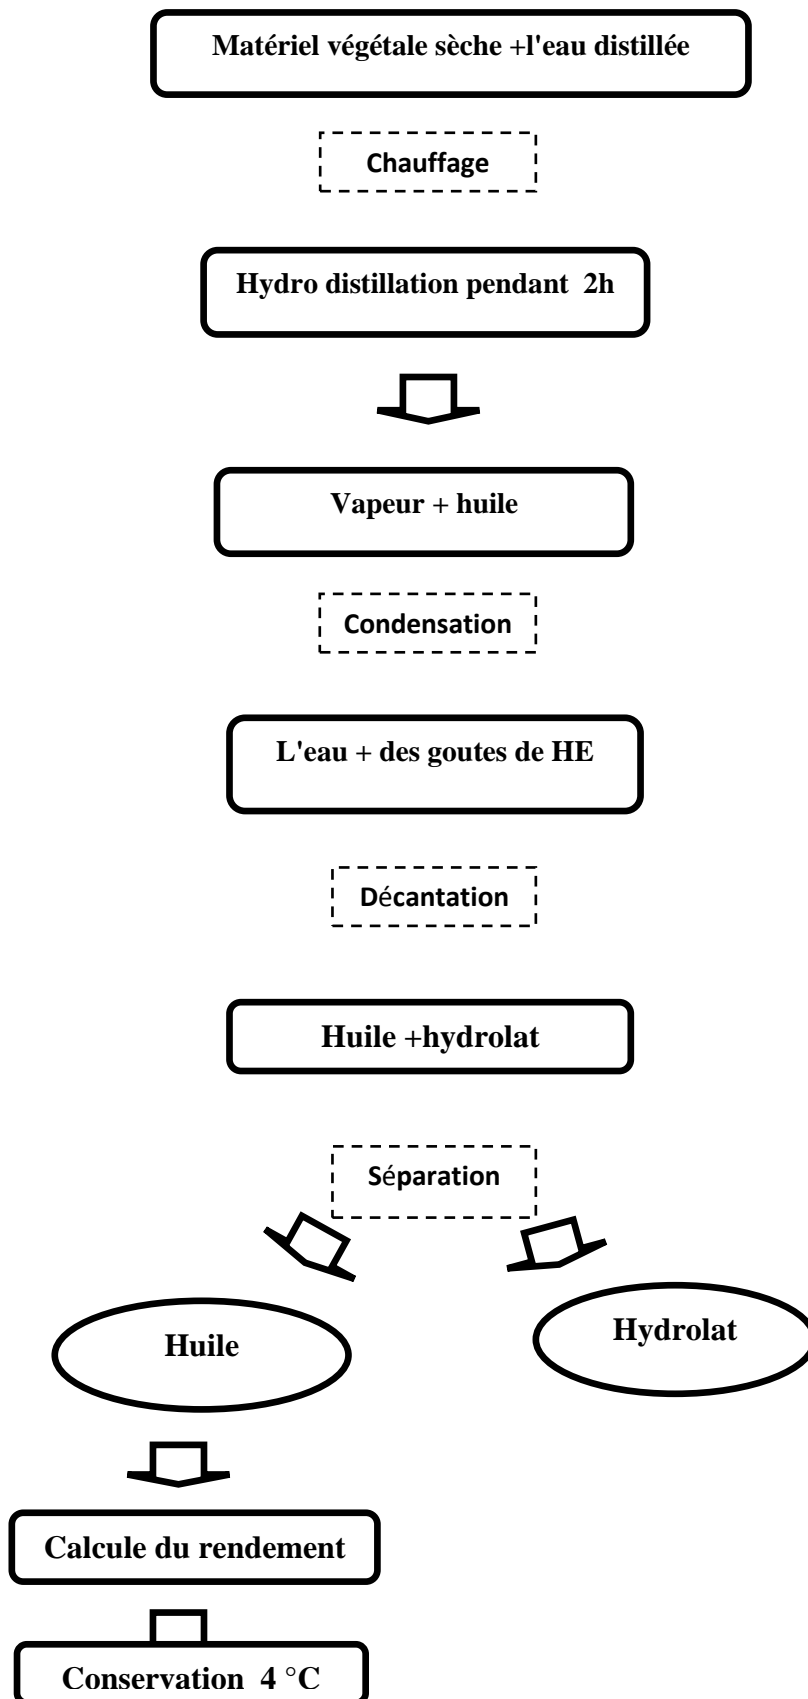 Matériel végétale sèche +l'eau distillée
Chauffage
Hydro distillation pendant 2h
Vapeur + huile
Condensation
L'eau + des goutes de HE
Décantation
Huile +hydrolat
Séparation
Huile
Hydrolat
Calcule du rendement
Conservation 4 °C